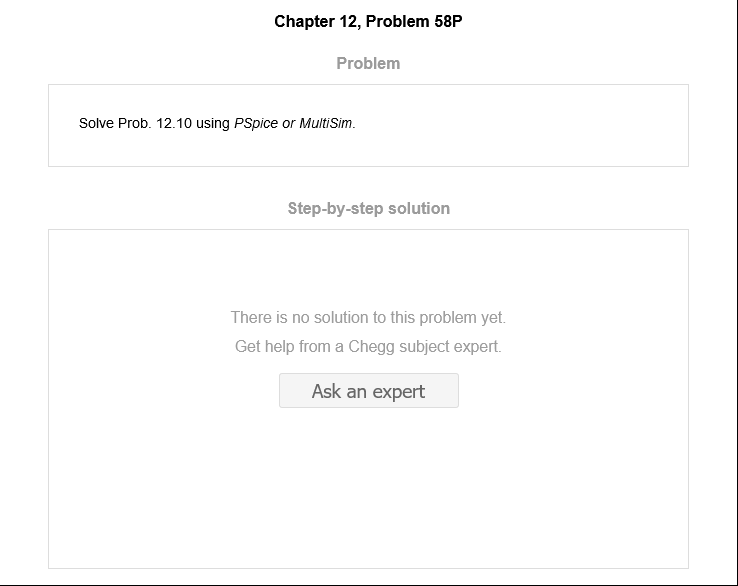 Chapter 12, Problem 58P
Problem
Solve Prob. 12.10 using PSpice or MultiSim.
Step-by-step solution
There is no solution to this problem yet.
Get help from a Chegg subject expert.
Ask an expert